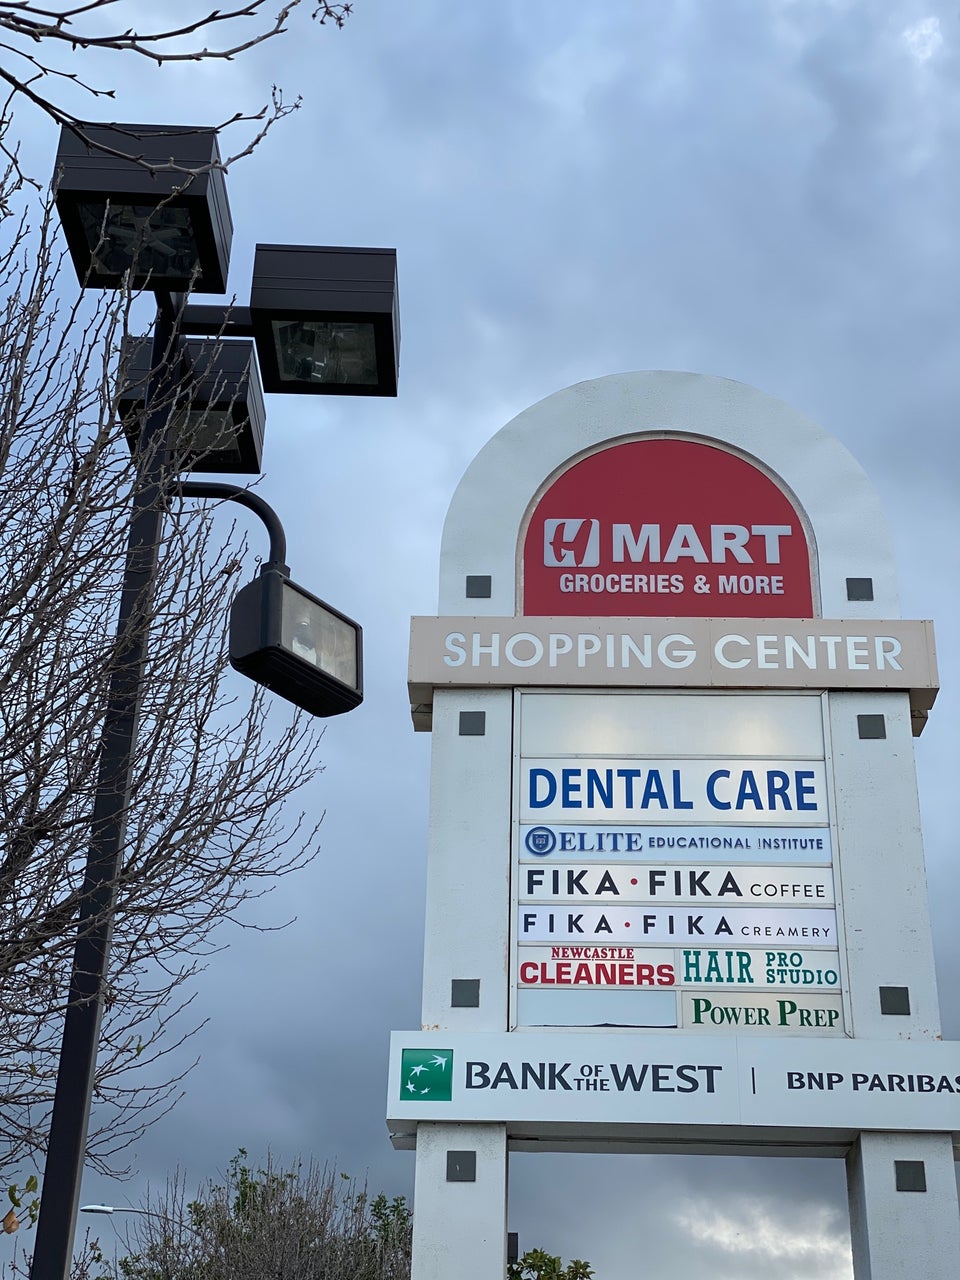 H MART
GROCERIES & MORE
SHOPPING CENTER
DENTAL CARE
ELITE EDUCATIONAL INSTITUTE
FIKA • FIKA COFFEE
FIKA • FIKA CREAMERY
NEWCASTLE
CLEANERS
HAIR PRO STUDIO
POWER PREP
BANK OF THE WEST | BNP PARIBAS